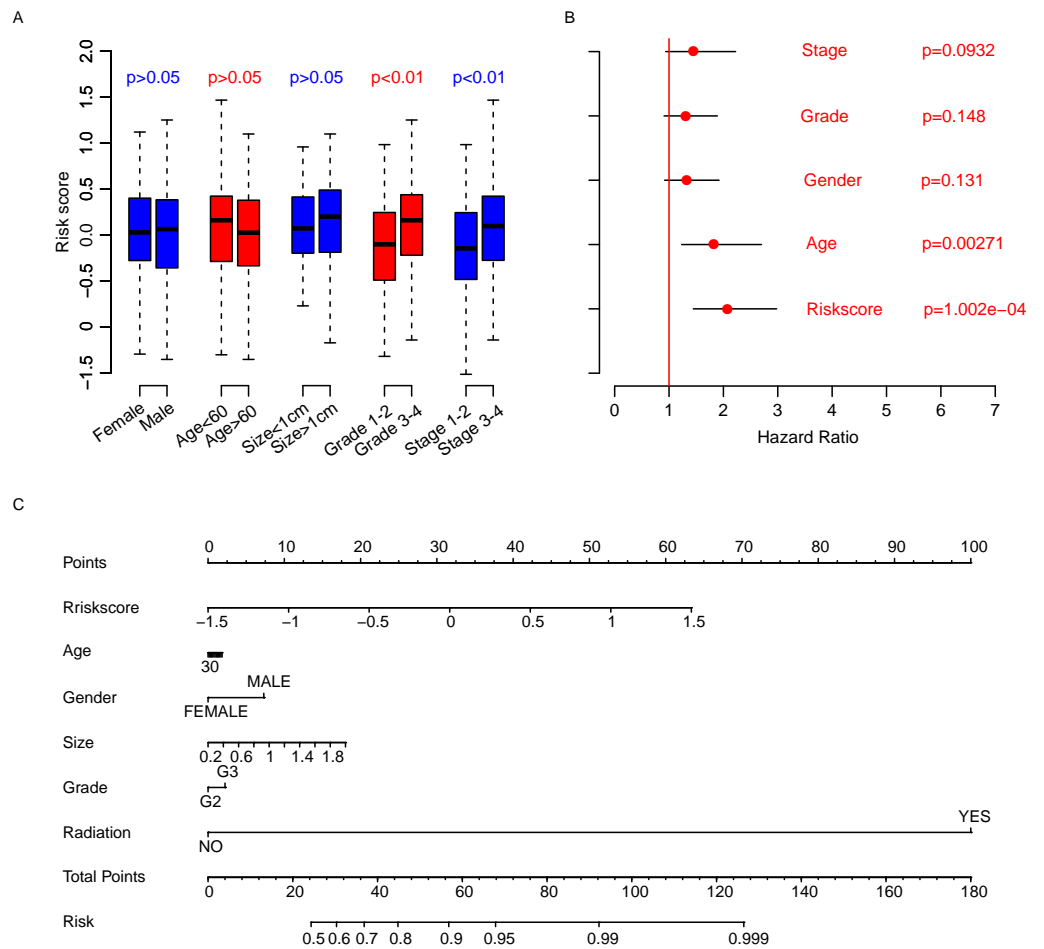 A
B
2.0
1.5
1.0
0.5
0.0
−0.5
0
−1.5
Risk score
p>0.05
p>0.05
p>0.05
p<0.01
p<0.01
Female
Male
Age<60
Age>60
Size<1cm
Size>1cm
Grade 1-2
Grade 3-4
Stage 1-2
Stage 3-4
Stage p=0.0932
Grade p=0.148
Gender p=0.131
Age p=0.00271
Riskscore p=1.002e−04
0 1 2 3 4 5 6 7
Hazard Ratio
C
0 10 20 30 40 50 60 70 80 90 100
Points
Rriskscore
−1.5 −1 −0.5 0 0.5 1 1.5
Age
30
MALE
Gender
FEMALE
Size
0.2 0.6 1 1.4 1.8
G3
Grade
G2
YES
Radiation
NO
Total Points
0 20 40 60 80 100 120 140 160 180
Risk
0.5 0.6 0.7 0.8 0.9 0.95 0.99 0.999